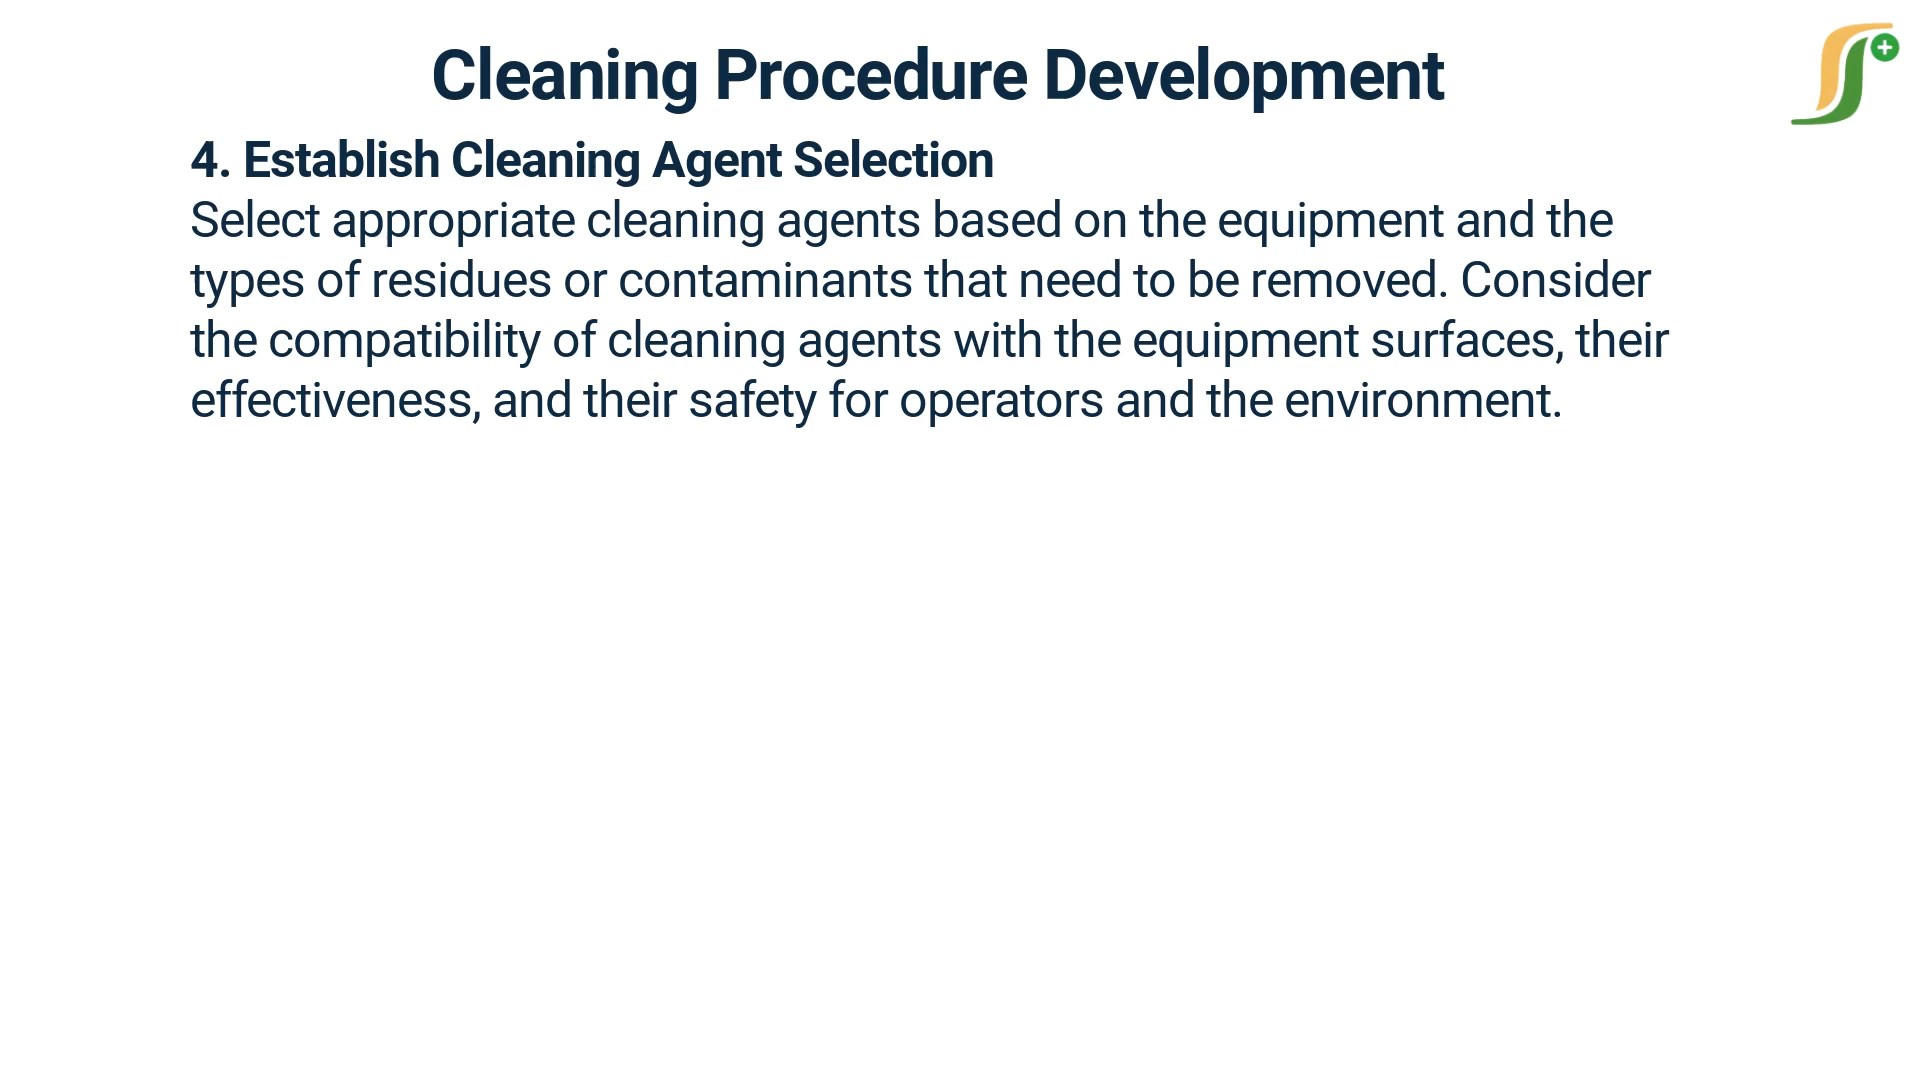 Cleaning Procedure Development
4. Establish Cleaning Agent Selection
Select appropriate cleaning agents based on the equipment and the
types of residues or contaminants that need to be removed. Consider
the compatibility of cleaning agents with the equipment surfaces, their
effectiveness, and their safety for operators and the environment.